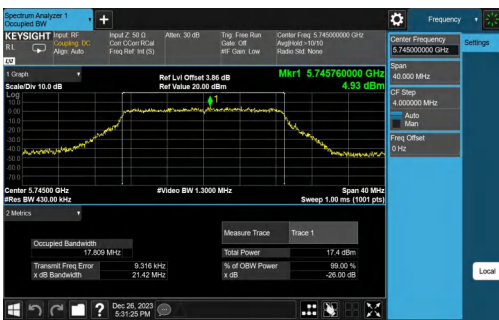 Spectrum Analyzer 1
Occupied BW
+
Frequency
KEYSIGHT Input: RF Input Z: 50 Ω Atten: 30 dB Trig: Free Run Center Freq: 5.745000000 GHz
RL Coupling: DC Corr CCorr RCal Gate: Off Avg|Hold:>10/10
Align: Auto Freq Ref: Int (S) #IF Gain: Low Radio Std: None
LV
Center Frequency
5.745000000 GHz
Settings
Span
40.000 MHz
CF Step
4.000000 MHz
Auto
Man
Freq Offset
0 Hz
1 Graph
Ref Lvl Offset 3.86 dB
Mkr1 5.745760000 GHz
Scale/Div 10.0 dB
Ref Value 20.00 dBm
4.93 dBm
Log
10.0
0.00
-10.0
-20.0
-30.0
-40.0
-50.0
-60.0
-70.0
1
Center 5.74500 GHz
#Video BW 1.3000 MHz
Span 40 MHz
#Res BW 430.00 kHz
Sweep 1.00 ms (1001 pts)
2 Metrics
Measure Trace Trace 1
Occupied Bandwidth
17.809 MHz
Total Power 17.4 dBm
Transmit Freq Error 9.316 kHz % of OBW Power 99.00 %
x dB Bandwidth 21.42 MHz x dB -26.00 dB
Local
?
Dec 26, 2023
5:31:25 PM